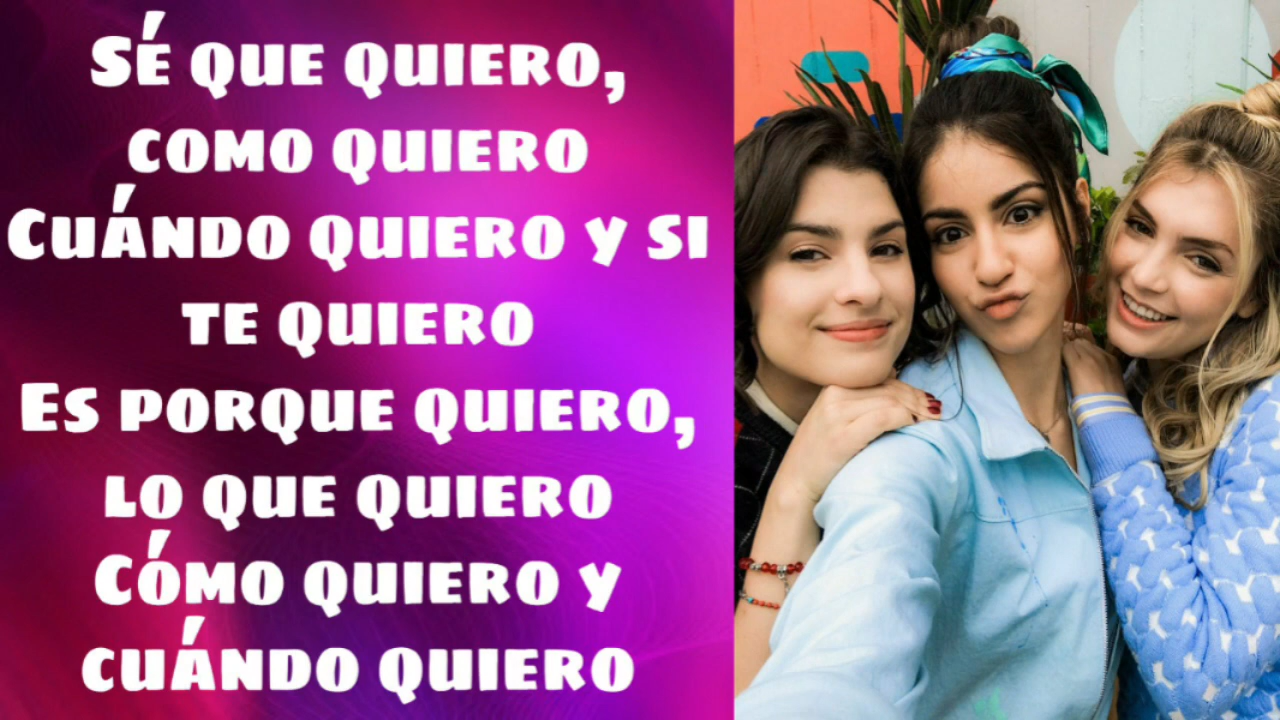 Sé que quiero,
como quiero
Cuándo quiero y si
te quiero
Es porque quiero,
lo que quiero
Cómo quiero y
cuándo quiero